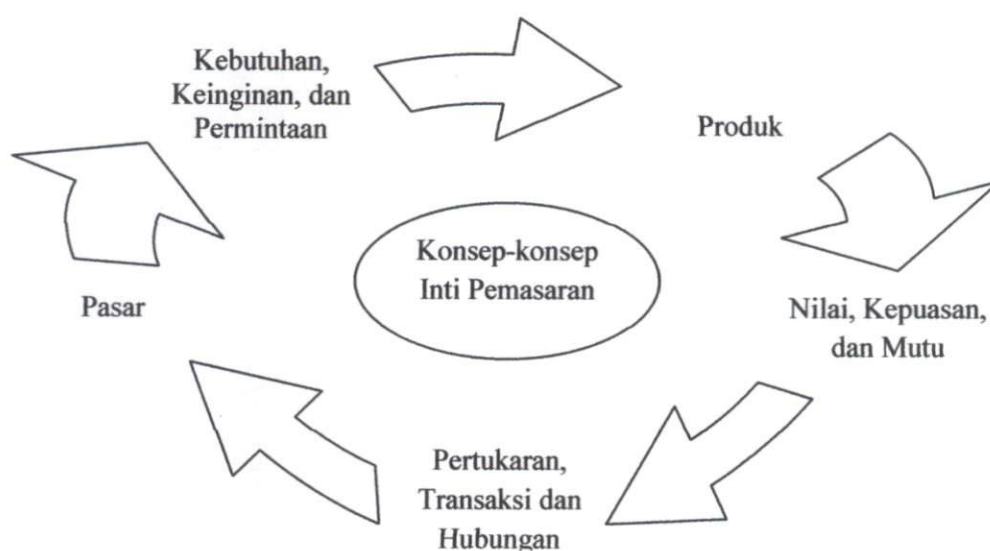 Kebutuhan,
Keinginan, dan
Permintaan
Produk
Konsep-konsep
Inti Pemasaran
Pasar
Nilai, Kepuasan,
dan Mutu
Pertukaran,
Transaksi dan
Hubungan